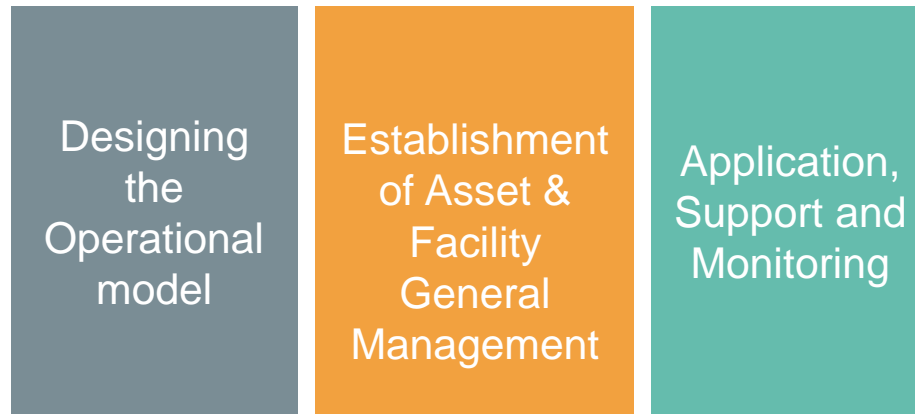 Designing
the
Operational
model
Establishment
of Asset &
Facility
General
Management
Application,
Support and
Monitoring